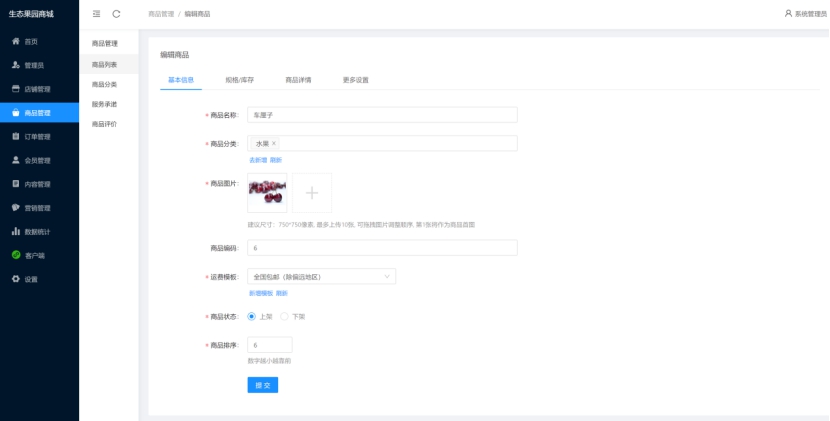 生态果园商城
商品管理 / 编辑商品
系统管理员
首页
管理员
店铺管理
商品管理
订单管理
会员管理
内容管理
营销管理
数据统计
客户端
设置
商品管理
商品列表
商品分类
服务承诺
商品评价
编辑商品
基本信息 规格/库存 商品详情 更多设置
* 商品名称: 车厘子
* 商品分类: 水果 ×
去新增 刷新
* 商品图片:
建议尺寸：750*750像素, 最多上传10张, 可拖拽图片调整顺序, 第1张将作为商品首图
商品编码: 6
* 运费模板: 全国包邮（除偏远地区）
新增模板 刷新
* 商品状态: 上架 下架
* 商品排序: 6
数字越小越靠前
提 交